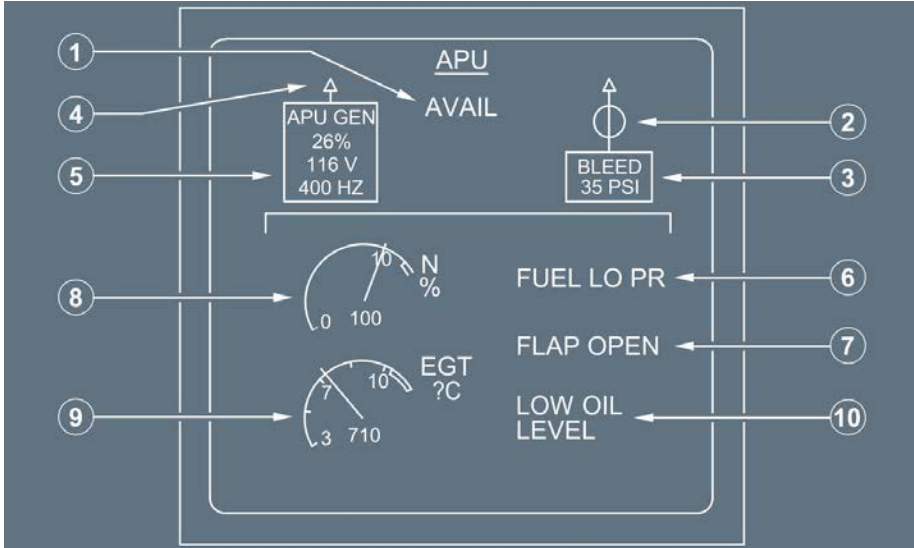 1
APU
4
AVAIL
APU GEN
26%
116 V
400 HZ
2
5
BLEED
35 PSI
3
10
N
%
0
100
8
FUEL LO PR
6
FLAP OPEN
7
EGT
?C
7
10
3
710
9
LOW OIL
LEVEL
10